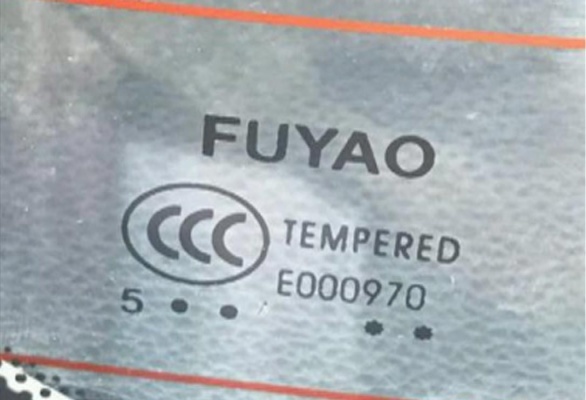 FUYAO
CCC TEMPERED
E000970
5 • • • •